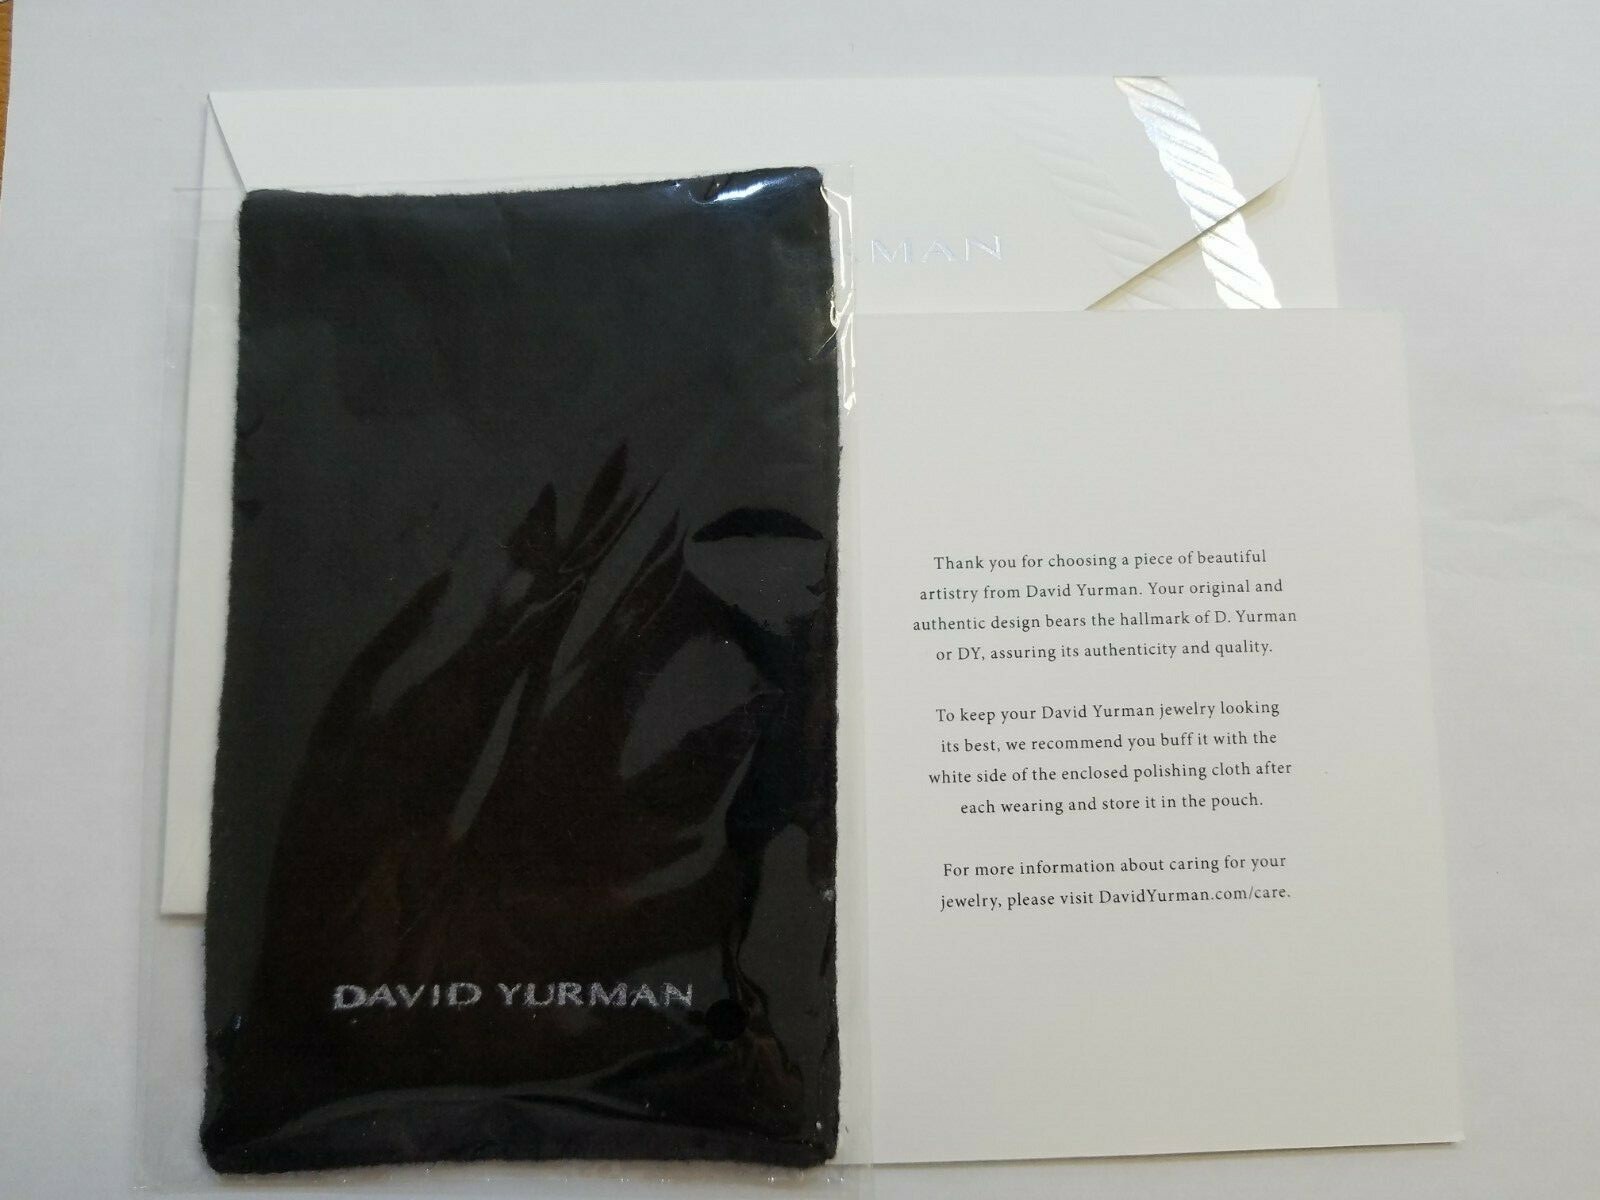 MAN
Thank you for choosing a piece of beautiful
artistry from David Yurman. Your original and
authentic design bears the hallmark of D. Yurman
or DY, assuring its authenticity and quality.
To keep your David Yurman jewelry looking
its best, we recommend you buff it with the
white side of the enclosed polishing cloth after
each wearing and store it in the pouch.
For more information about caring for your
jewelry, please visit DavidYurman.com/care.
DAVID YURMAN